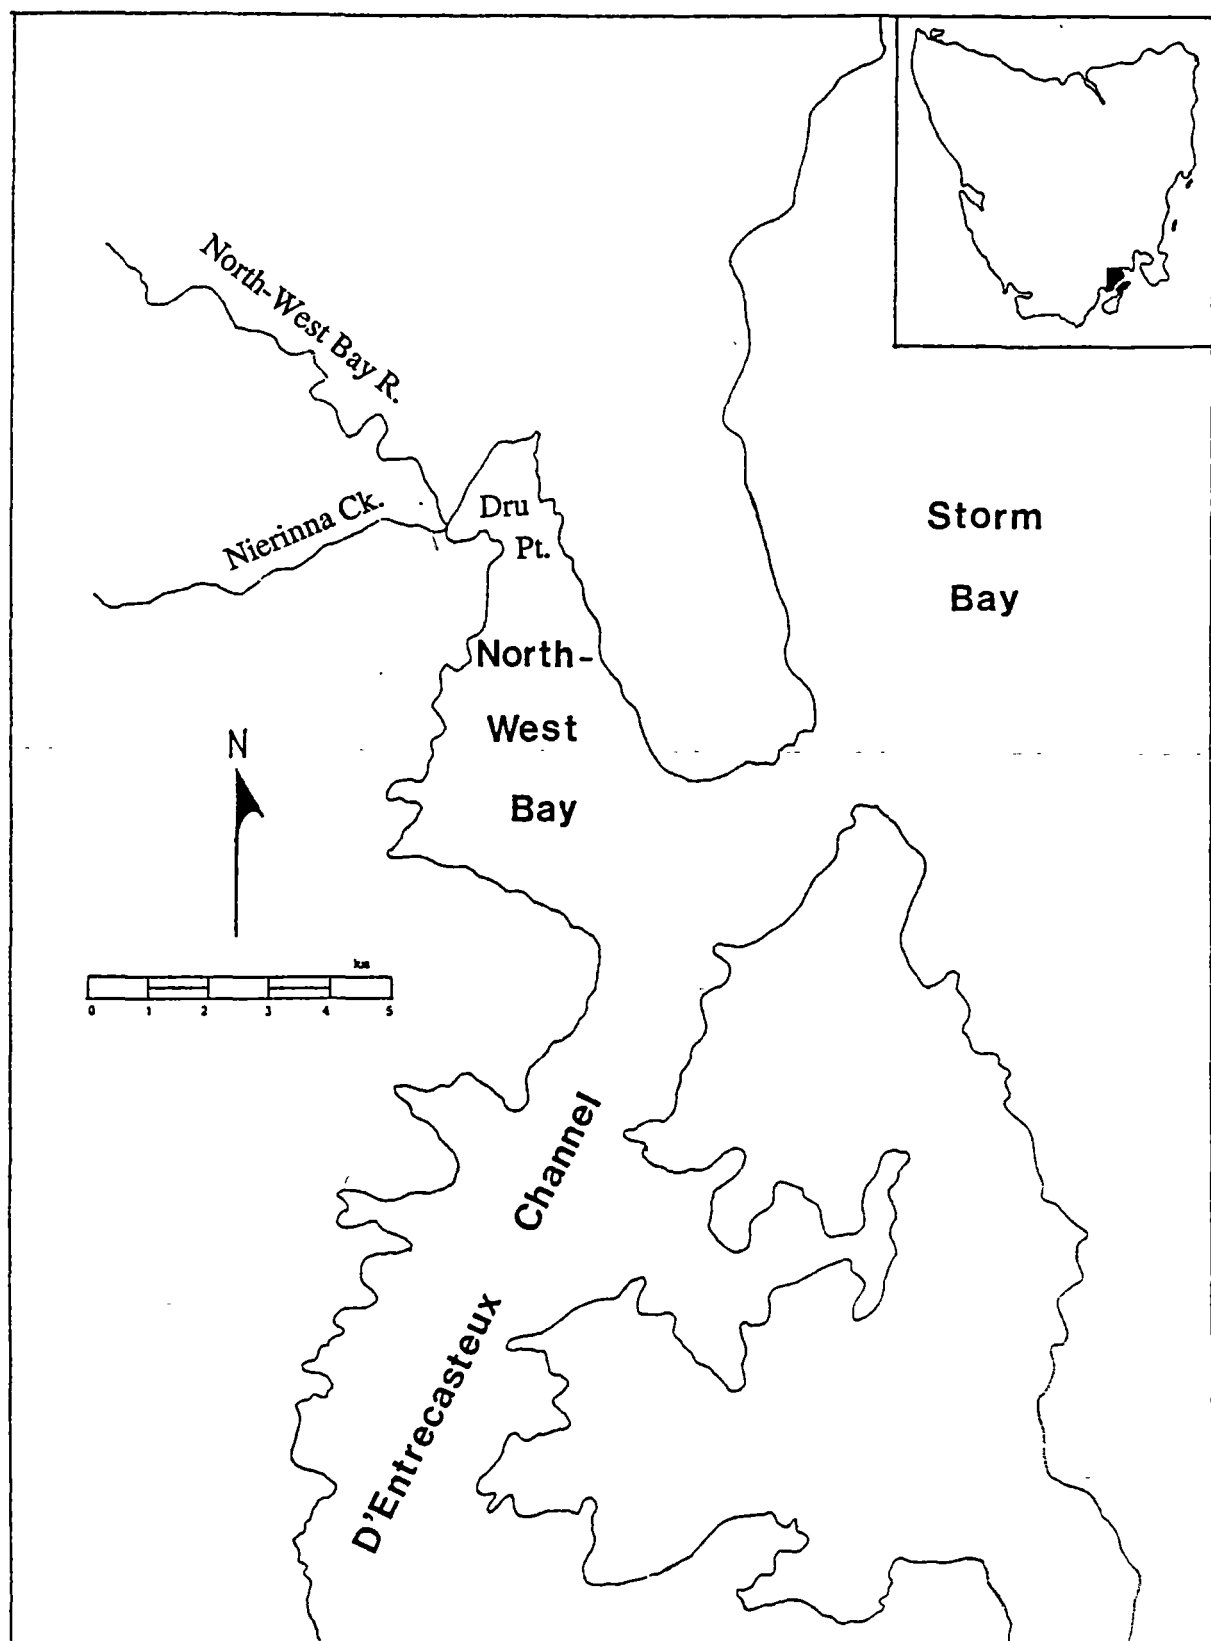 North-West Bay R.
Nierinna Ck.
Dru
Pt.
Storm
Bay
North-
West
Bay
N
0 1 2 3 4 5
Channel
D'Entrecasteux